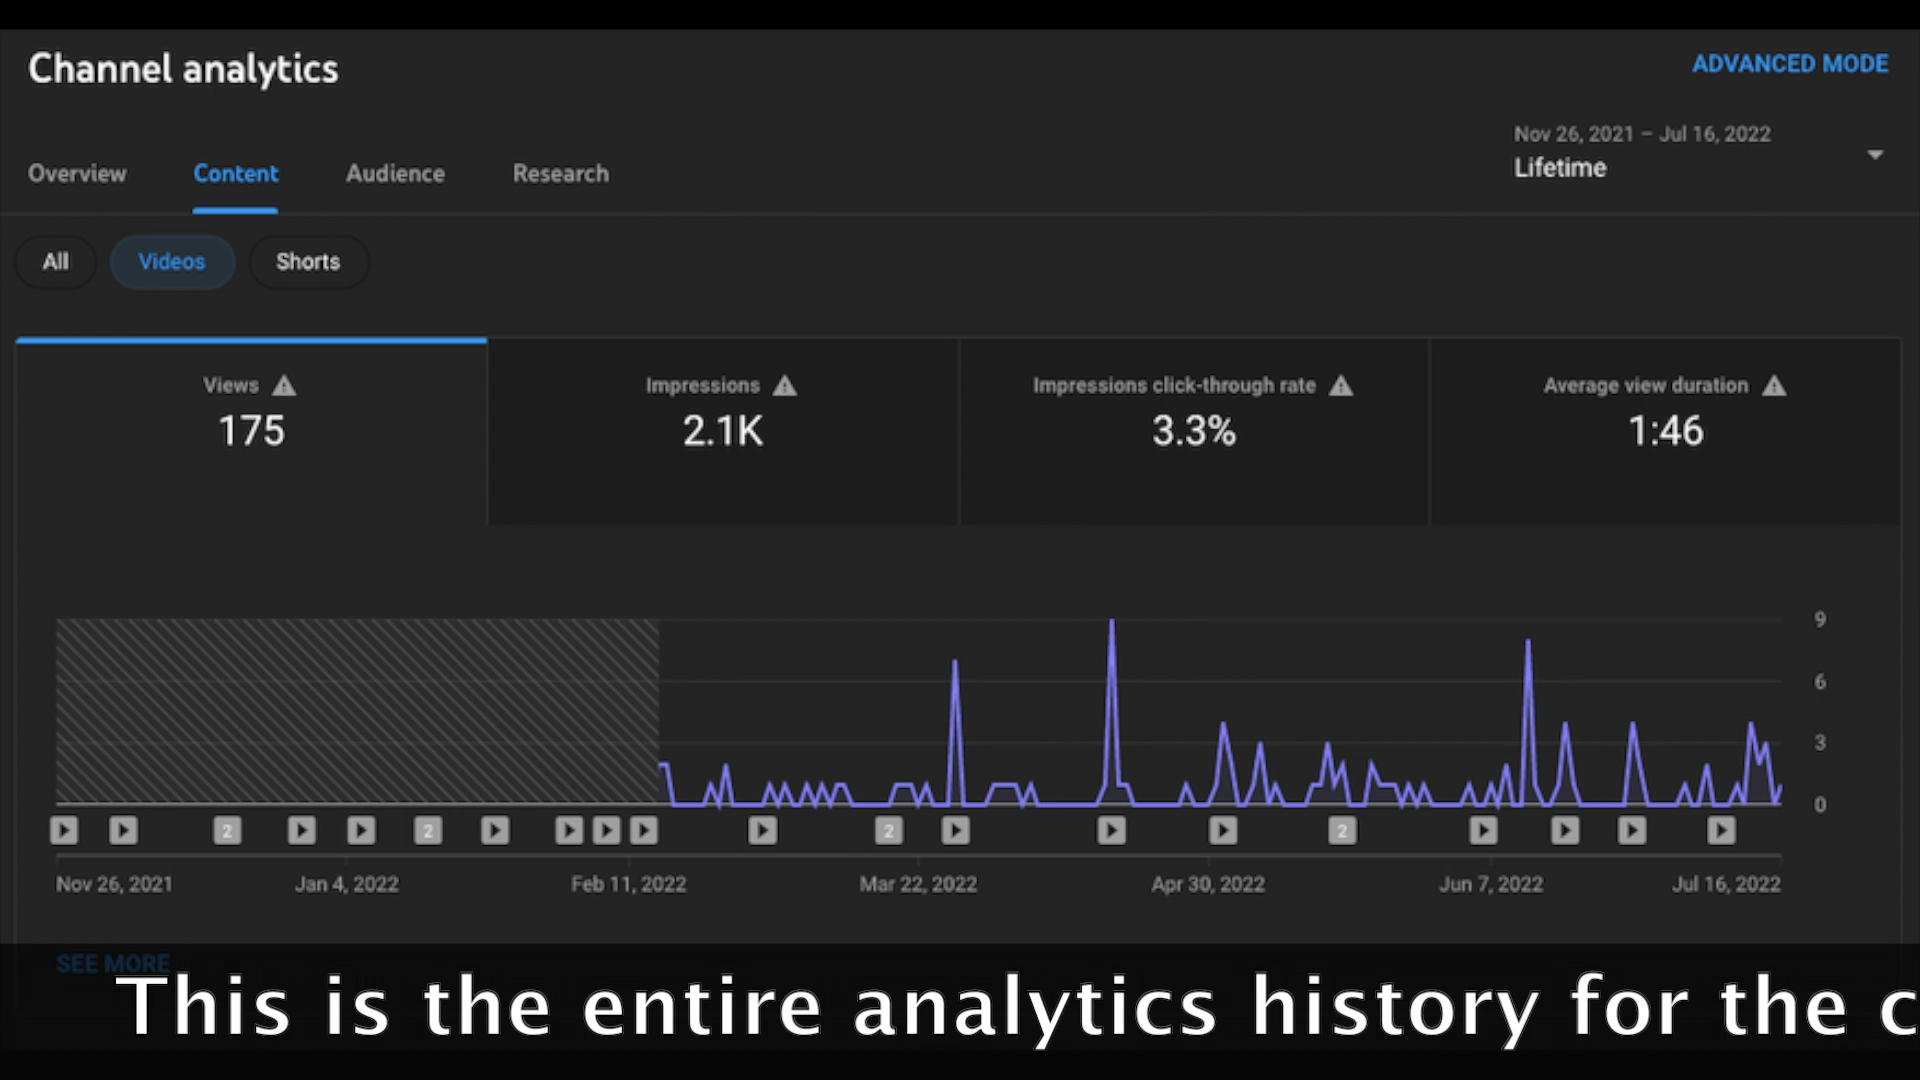 Channel analytics
ADVANCED MODE
Nov 26, 2021 – Jul 16, 2022
Lifetime
Overview Content Audience Research
All Videos Shorts
Views Impressions Impressions click-through rate Average view duration
175 2.1K 3.3% 1:46
9
6
3
0
2 2 2 2
Nov 26, 2021 Jan 4, 2022 Feb 11, 2022 Mar 22, 2022 Apr 30, 2022 Jun 7, 2022 Jul 16, 2022
SEE MORE
This is the entire analytics history for the c